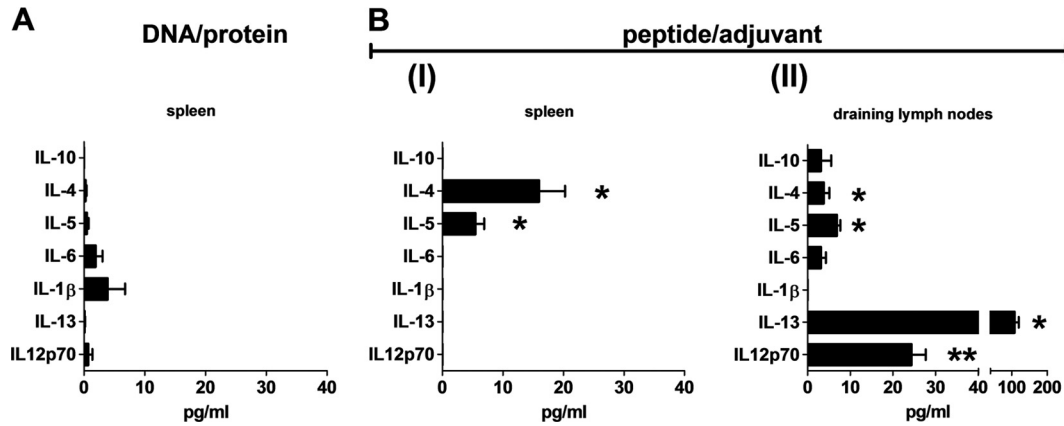 A
DNA/protein
B
peptide/adjuvant
(I)
(II)
spleen
spleen
draining lymph nodes
IL-10
IL-4
IL-5
IL-6
IL-1β
IL-13
IL12p70
0 10 20 30 40
pg/ml
IL-10
IL-4 *
IL-5 *
IL-6
IL-1β
IL-13
IL12p70
0 10 20 30 40
pg/ml
IL-10
IL-4 *
IL-5 *
IL-6
IL-1β
IL-13 *
IL12p70 **
0 10 20 30 40 100 200
pg/ml